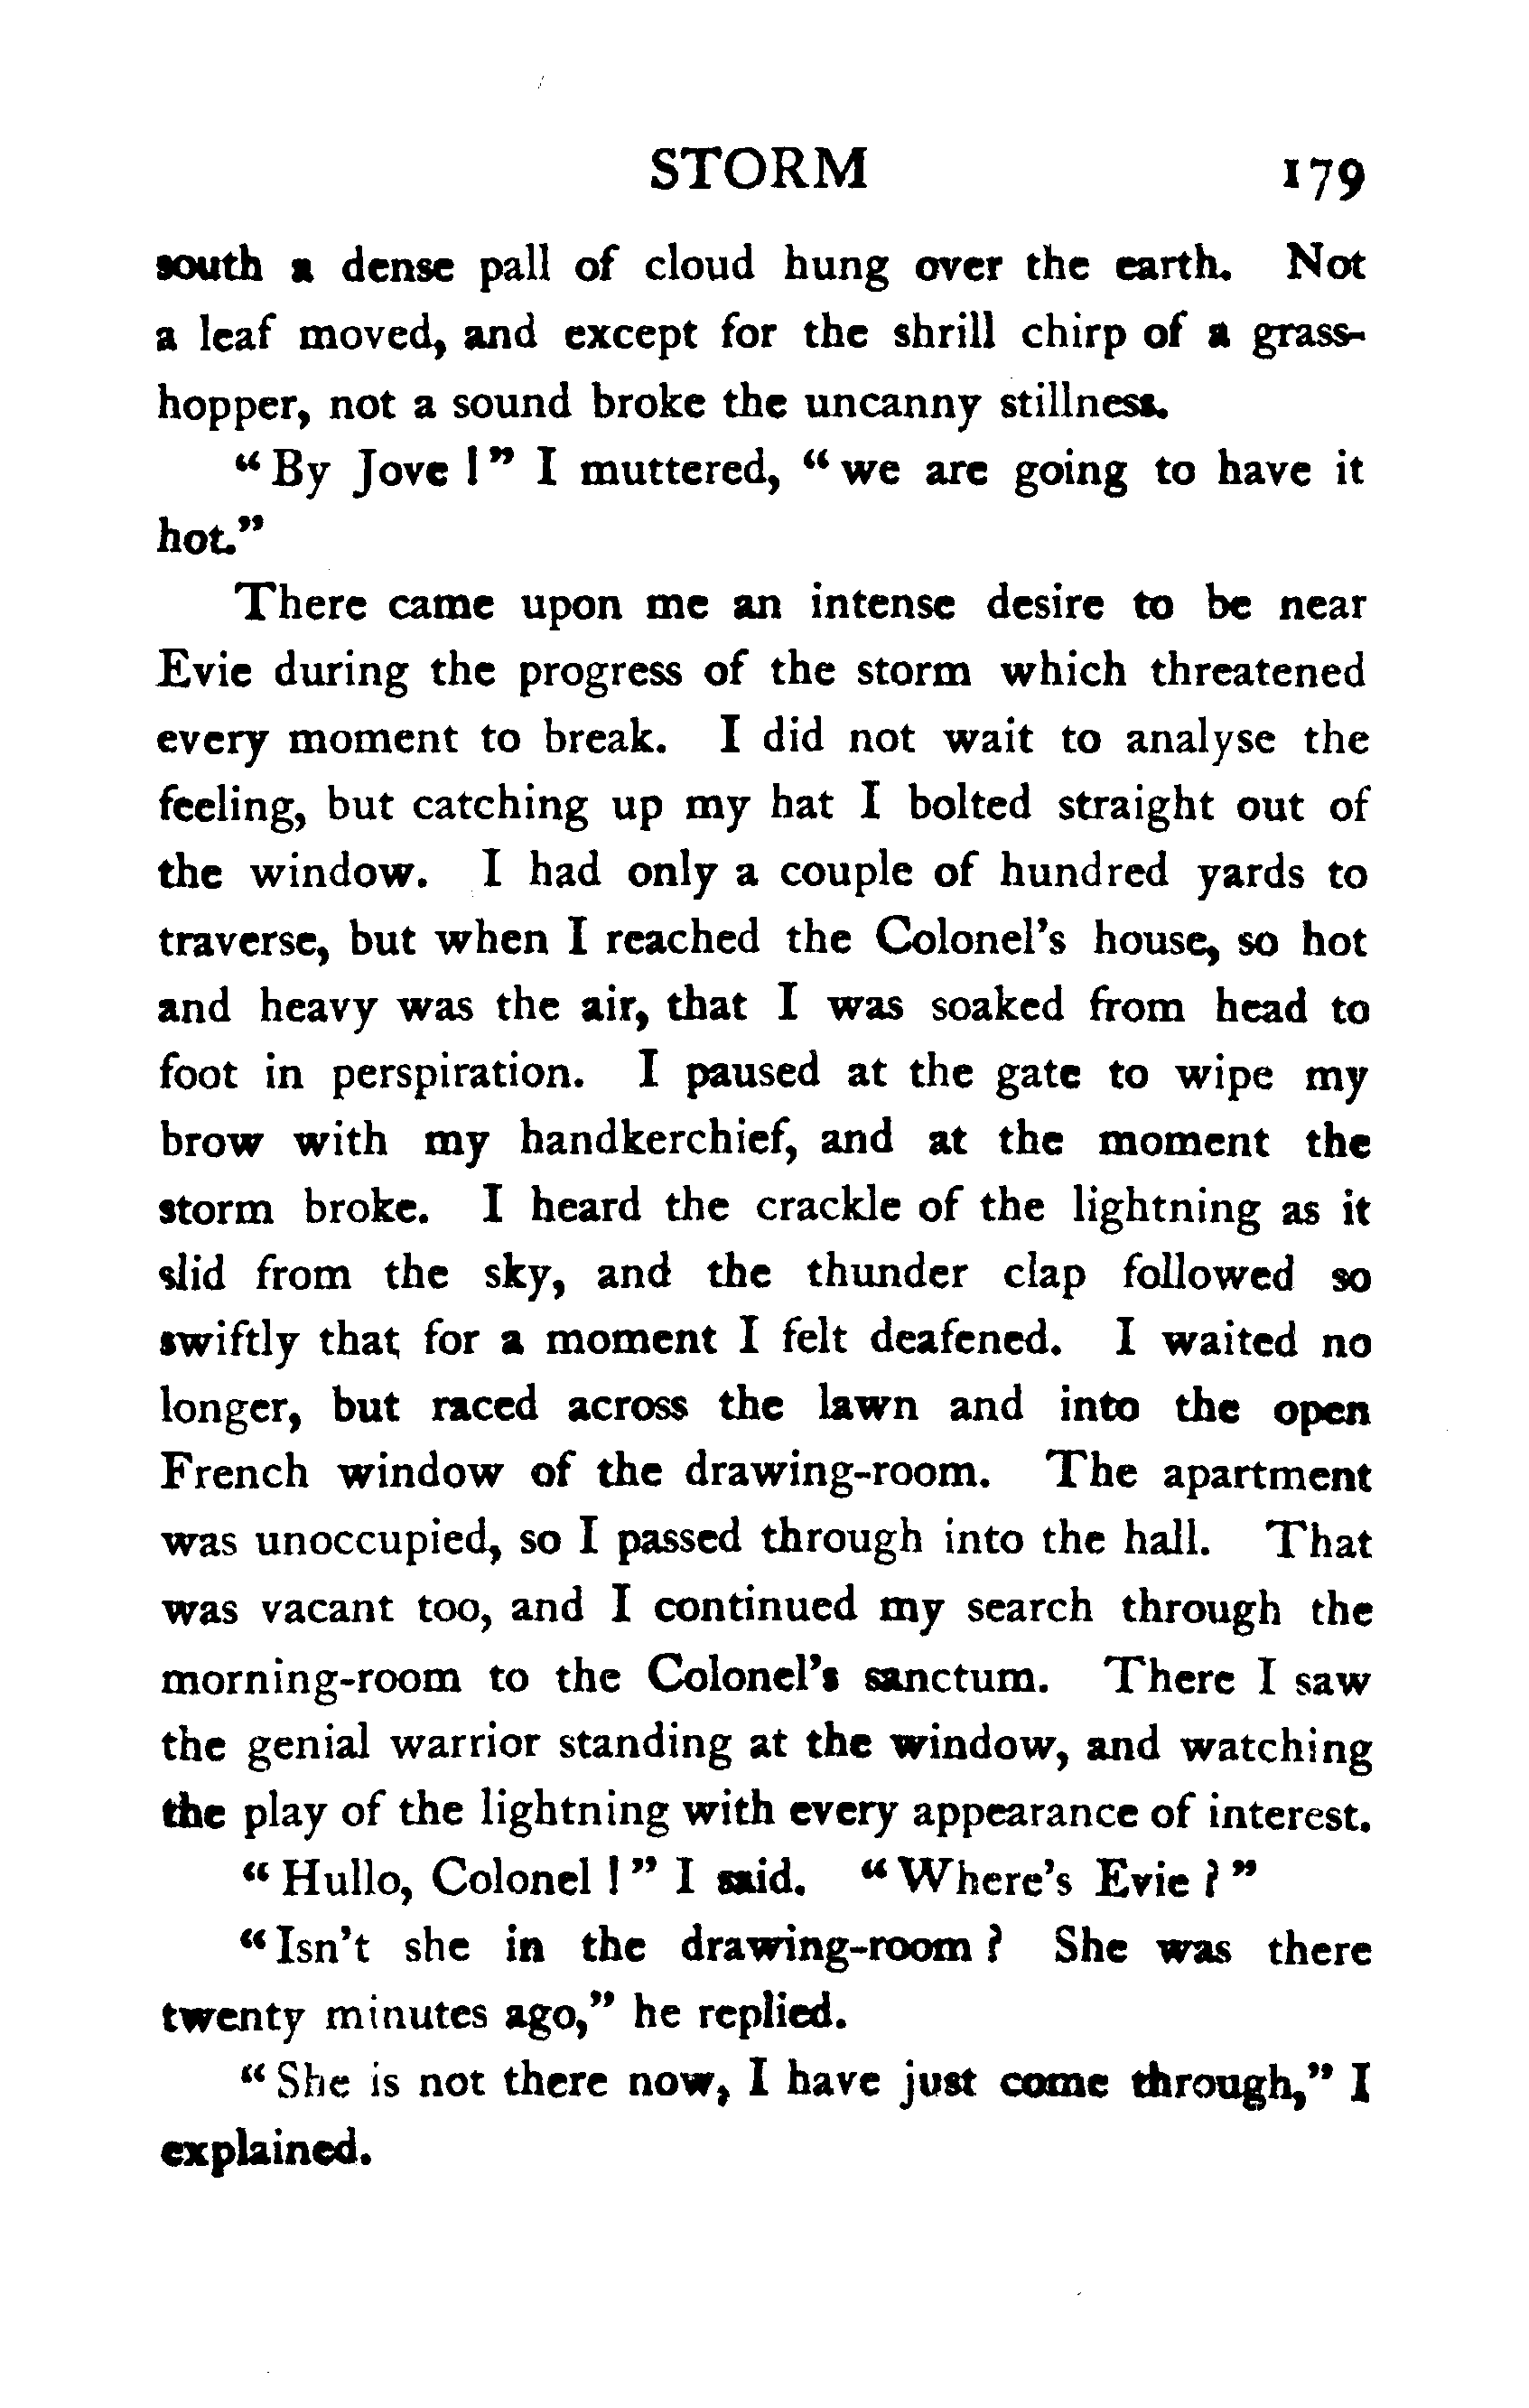 STORM 179
south a dense pall of cloud hung over the earth. Not
a leaf moved, and except for the shrill chirp of a grass-
hopper, not a sound broke the uncanny stillness.
"By Jove!" I muttered, "we are going to have it
hot."
There came upon me an intense desire to be near
Evie during the progress of the storm which threatened
every moment to break. I did not wait to analyse the
feeling, but catching up my hat I bolted straight out of
the window. I had only a couple of hundred yards to
traverse, but when I reached the Colonel's house, so hot
and heavy was the air, that I was soaked from head to
foot in perspiration. I paused at the gate to wipe my
brow with my handkerchief, and at the moment the
storm broke. I heard the crackle of the lightning as it
slid from the sky, and the thunder clap followed so
swiftly that for a moment I felt deafened. I waited no
longer, but raced across the lawn and into the open
French window of the drawing-room. The apartment
was unoccupied, so I passed through into the hall. That
was vacant too, and I continued my search through the
morning-room to the Colonel's sanctum. There I saw
the genial warrior standing at the window, and watching
the play of the lightning with every appearance of interest.
"Hullo, Colonel!" I said. "Where's Evie?"
"Isn't she in the drawing-room? She was there
twenty minutes ago," he replied.
"She is not there now, I have just come through," I
explained.